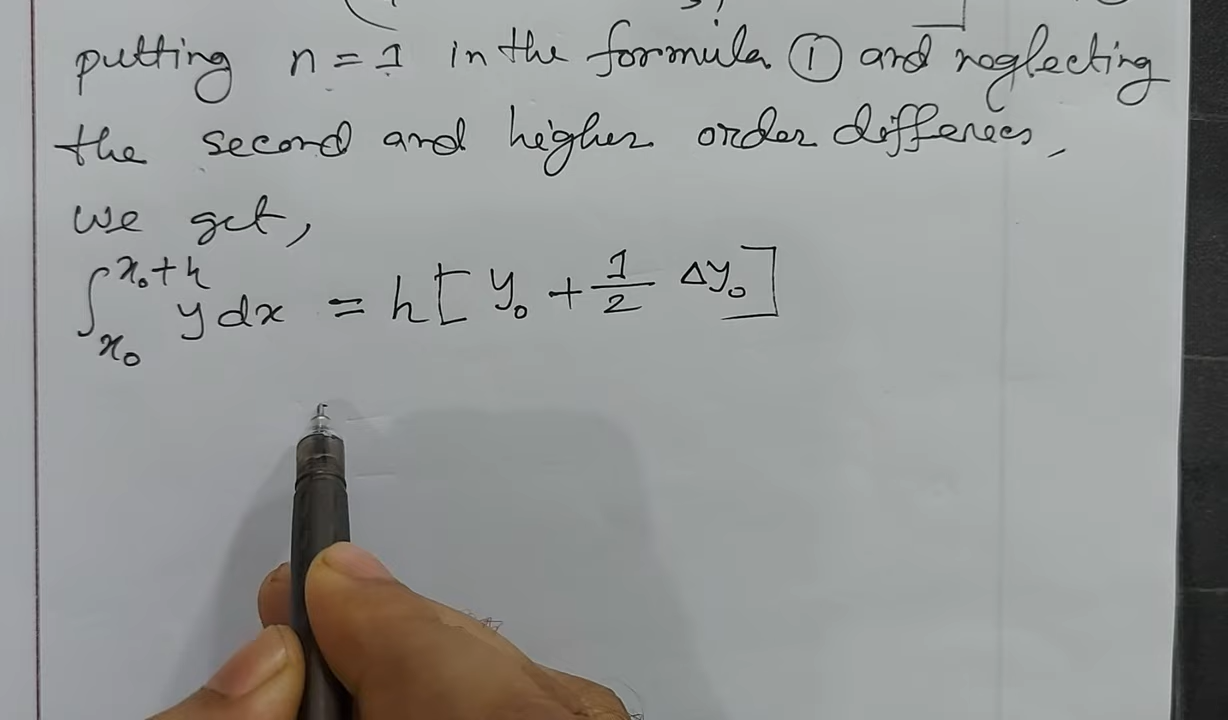 putting n = 1 in the formula ① and neglecting
the second and higher order differeces,
we get,
∫_{x₀}^{x₀+h} y dx = h[ y₀ + 1/2 Δy₀ ]